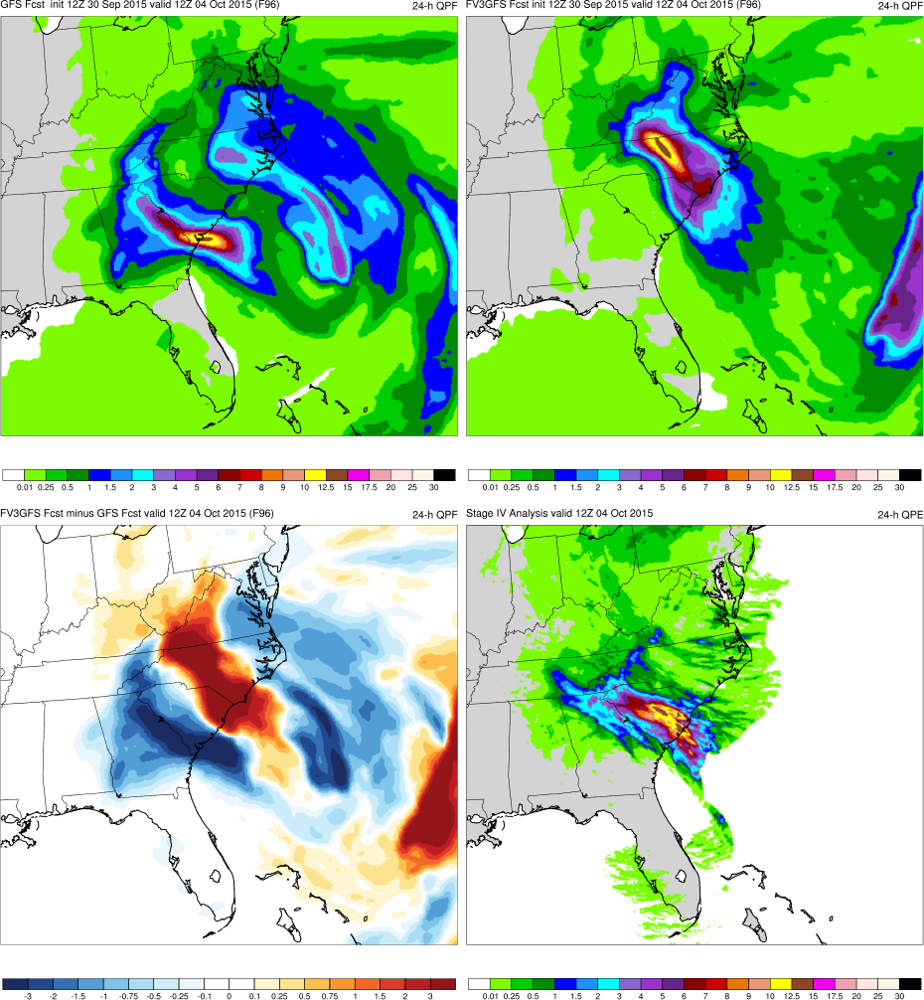 GFS Fcst init 12Z 30 Sep 2015 valid 12Z 04 Oct 2015 (F96) 24-h QPF
FV3GFS Fcst init 12Z 30 Sep 2015 valid 12Z 04 Oct 2015 (F96) 24-h QPF
0.01 0.25 0.5 1 1.5 2 3 4 5 6 7 8 9 10 12.5 15 17.5 20 25 30
0.01 0.25 0.5 1 1.5 2 3 4 5 6 7 8 9 10 12.5 15 17.5 20 25 30
FV3GFS Fcst minus GFS Fcst valid 12Z 04 Oct 2015 (F96) 24-h QPF
Stage IV Analysis valid 12Z 04 Oct 2015 24-h QPE
-3 -2 -1.5 -1 -0.75 -0.5 -0.25 -0.1 0 0.1 0.25 0.5 0.75 1 1.5 2 3
0.01 0.25 0.5 1 1.5 2 3 4 5 6 7 8 9 10 12.5 15 17.5 20 25 30